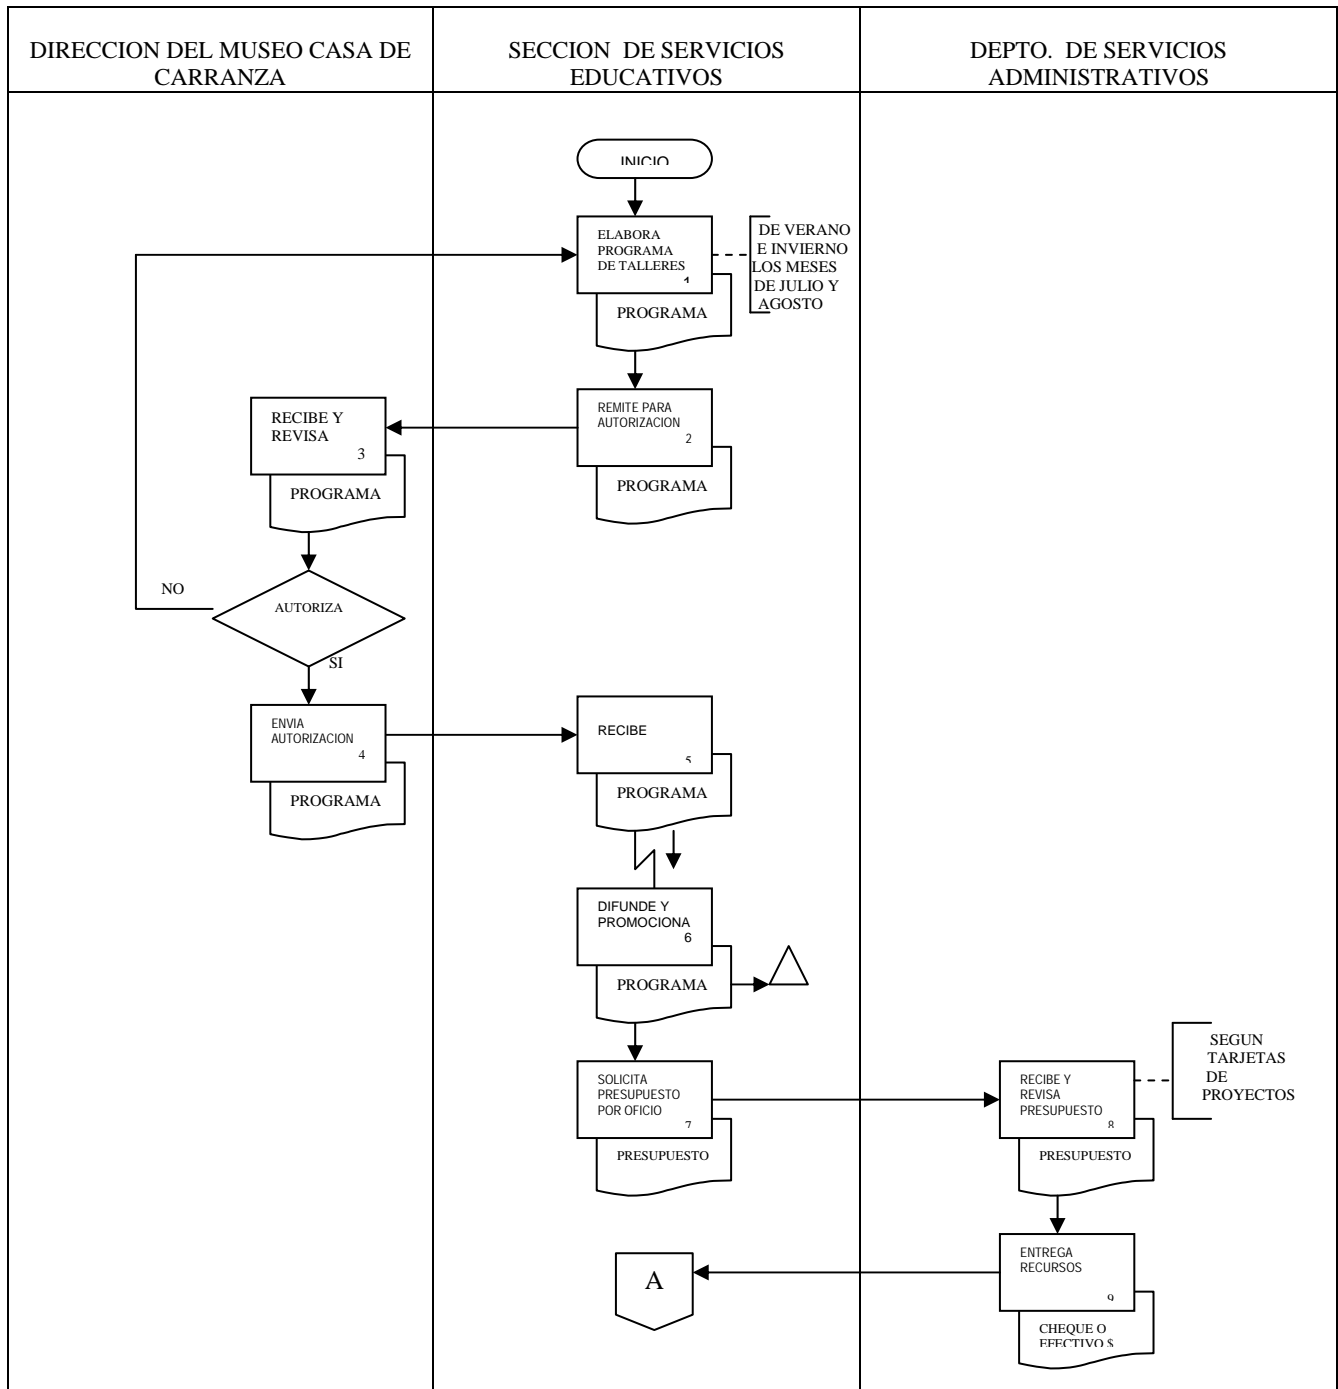 DIRECCION DEL MUSEO CASA DE
CARRANZA
SECCION DE SERVICIOS
EDUCATIVOS
DEPTO. DE SERVICIOS
ADMINISTRATIVOS
INICIO
ELABORA
PROGRAMA
DE TALLERES
1
PROGRAMA
DE VERANO
E INVIERNO
LOS MESES
DE JULIO Y
AGOSTO
REMITE PARA
AUTORIZACION
2
PROGRAMA
RECIBE Y
REVISA
3
PROGRAMA
NO
AUTORIZA
SI
ENVIA
AUTORIZACION
4
PROGRAMA
RECIBE
5
PROGRAMA
DIFUNDE Y
PROMOCIONA
6
PROGRAMA
SOLICITA
PRESUPUESTO
POR OFICIO
7
PRESUPUESTO
RECIBE Y
REVISA
PRESUPUESTO
8
PRESUPUESTO
SEGUN
TARJETAS
DE
PROYECTOS
ENTREGA
RECURSOS
9
CHEQUE O
EFECTIVO $
A